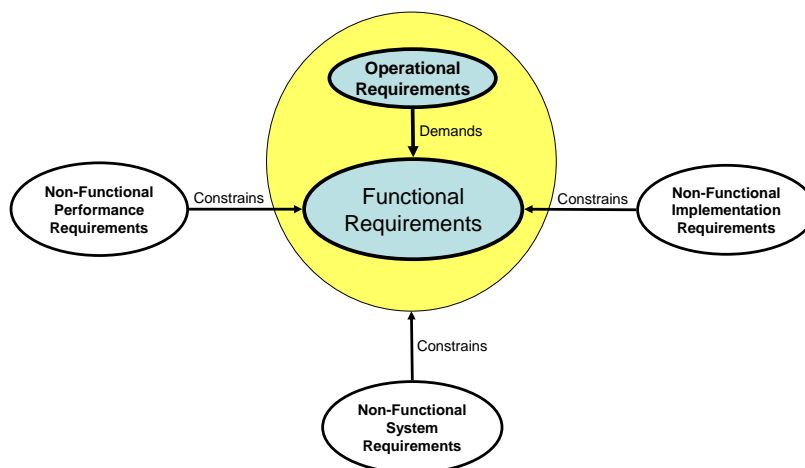 Operational
Requirements
Demands
Functional
Requirements
Non-Functional
Performance
Requirements
Constrains
Constrains
Non-Functional
Implementation
Requirements
Constrains
Non-Functional
System
Requirements